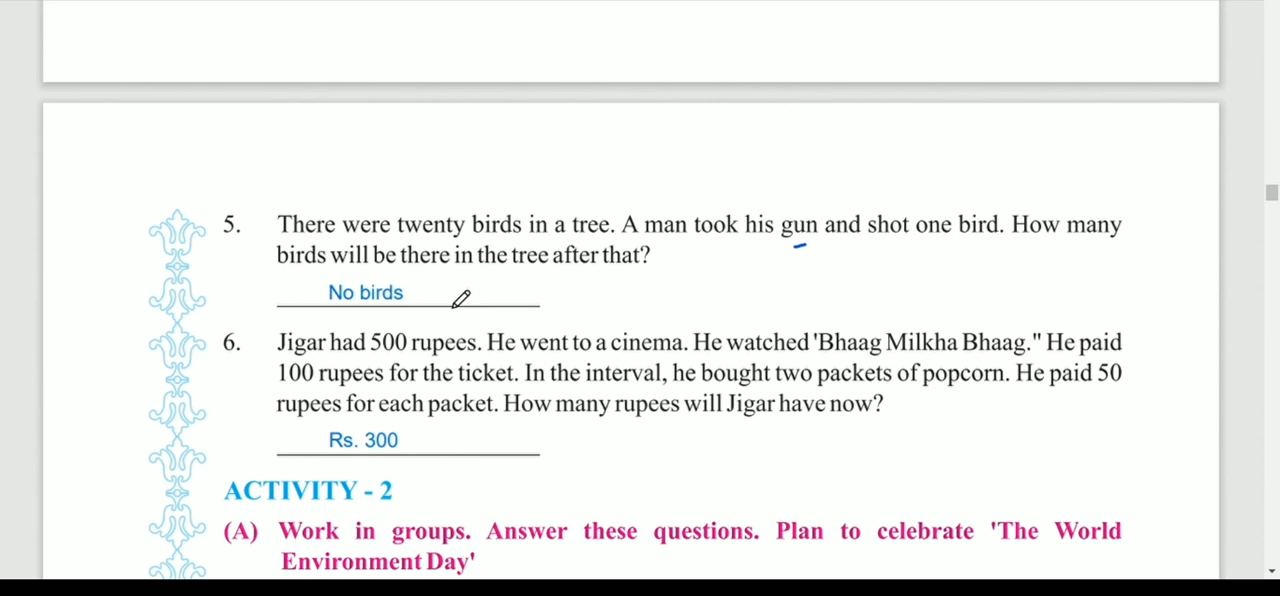 5. There were twenty birds in a tree. A man took his gun and shot one bird. How many
birds will be there in the tree after that?
No birds
6. Jigar had 500 rupees. He went to a cinema. He watched 'Bhaag Milkha Bhaag." He paid
100 rupees for the ticket. In the interval, he bought two packets of popcorn. He paid 50
rupees for each packet. How many rupees will Jigar have now?
Rs. 300
ACTIVITY - 2
(A) Work in groups. Answer these questions. Plan to celebrate 'The World
Environment Day'